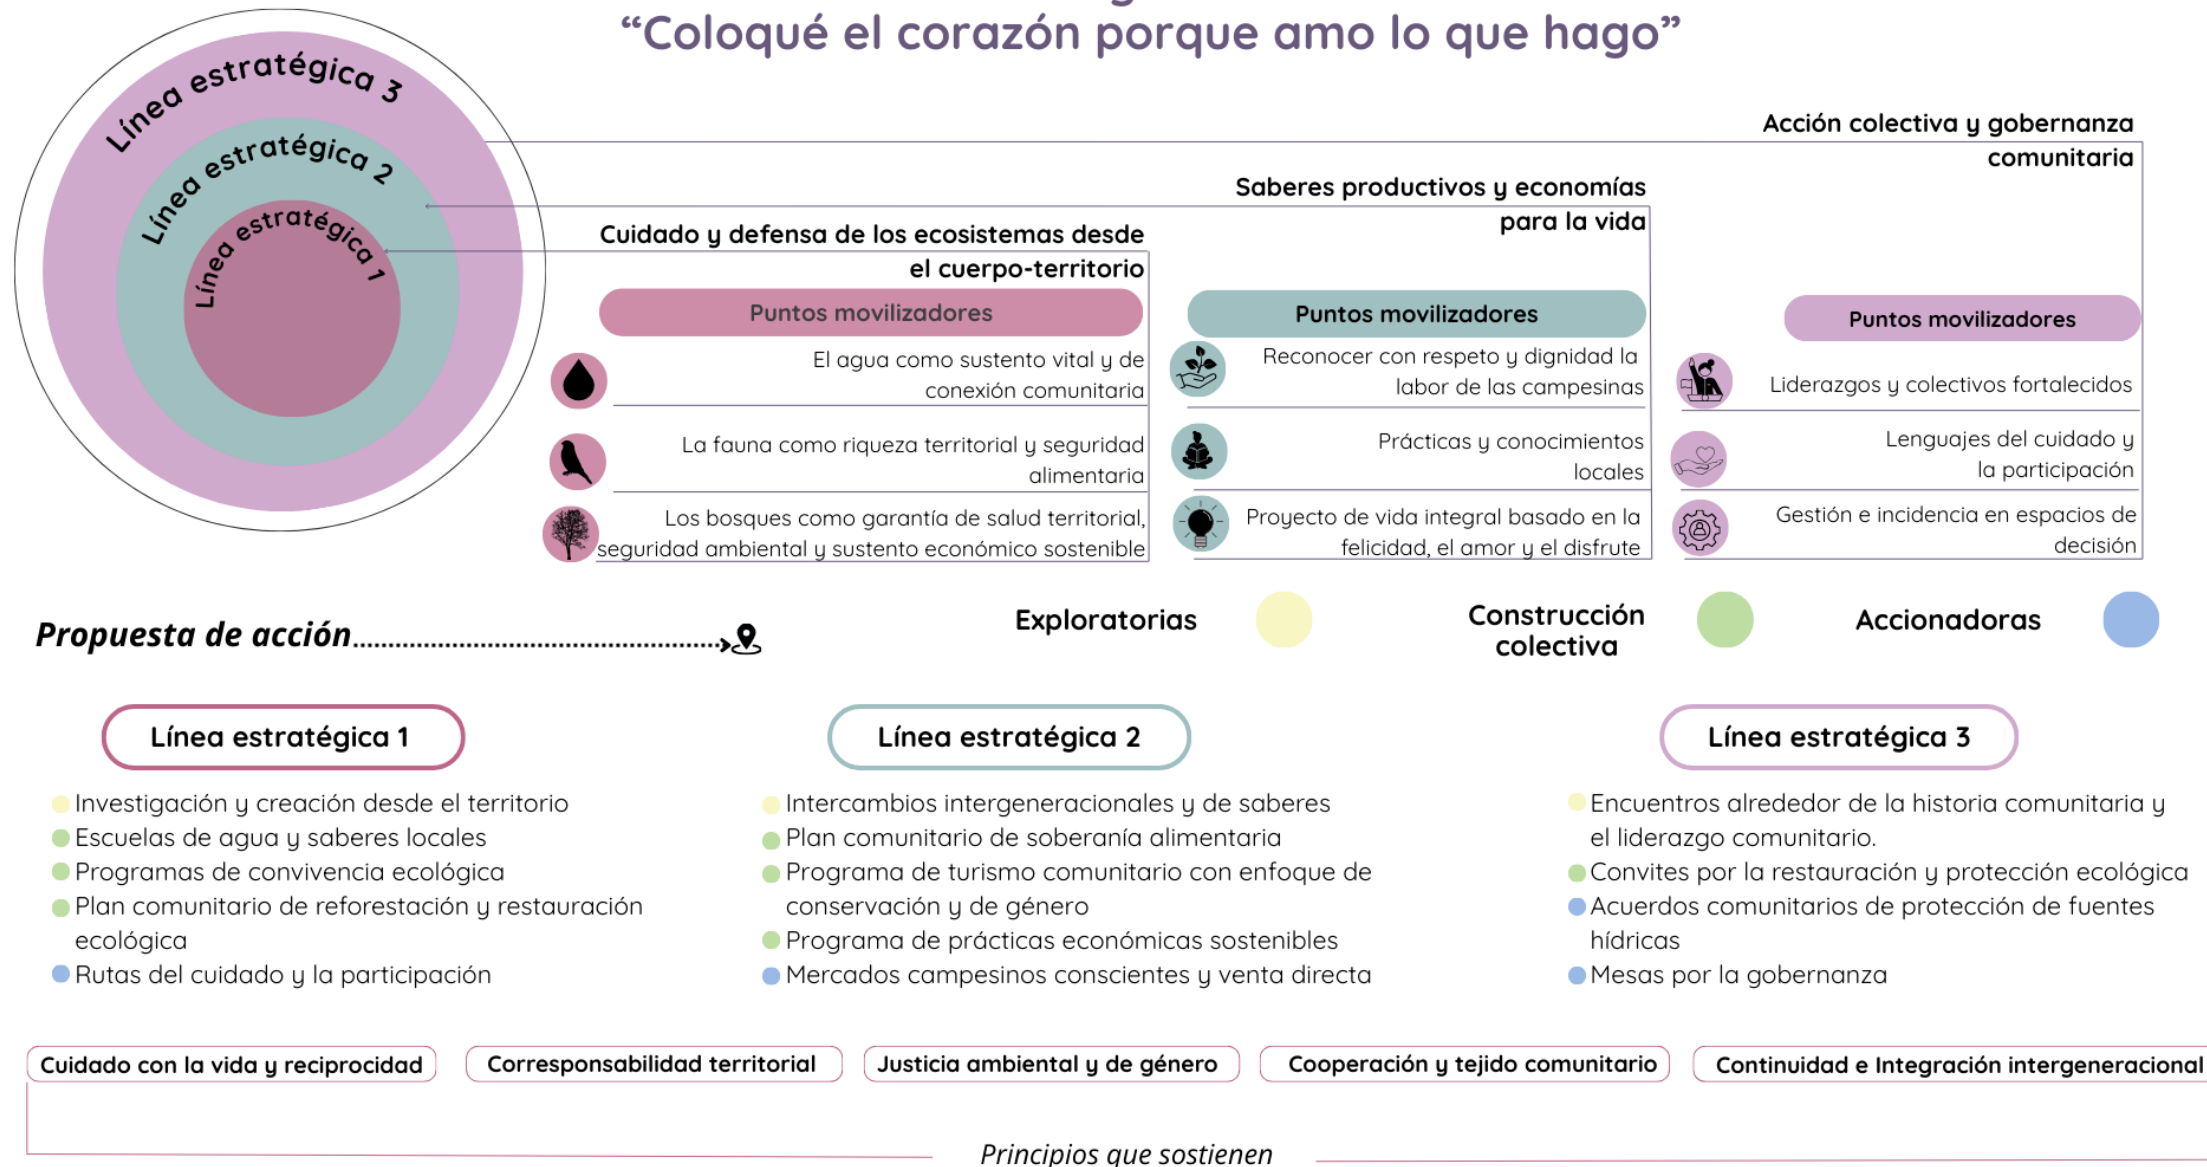 “Coloqué el corazón porque amo lo que hago”
Línea estratégica 3
Línea estratégica 2
Línea estratégica 1
Acción colectiva y gobernanza
comunitaria
Saberes productivos y economías
para la vida
Cuidado y defensa de los ecosistemas desde
el cuerpo-territorio
Puntos movilizadores
El agua como sustento vital y de
conexión comunitaria
La fauna como riqueza territorial y seguridad
alimentaria
Los bosques como garantía de salud territorial,
seguridad ambiental y sustento económico sostenible
Puntos movilizadores
Reconocer con respeto y dignidad la
labor de las campesinas
Prácticas y conocimientos
locales
Proyecto de vida integral basado en la
felicidad, el amor y el disfrute
Puntos movilizadores
Liderazgos y colectivos fortalecidos
Lenguajes del cuidado y
la participación
Gestión e incidencia en espacios de
decisión
Propuesta de acción
Exploratorias
Construcción
colectiva
Accionadoras
Línea estratégica 1
Investigación y creación desde el territorio
Escuelas de agua y saberes locales
Programas de convivencia ecológica
Plan comunitario de reforestación y restauración
ecológica
Rutas del cuidado y la participación
Línea estratégica 2
Intercambios intergeneracionales y de saberes
Plan comunitario de soberanía alimentaria
Programa de turismo comunitario con enfoque de
conservación y de género
Programa de prácticas económicas sostenibles
Mercados campesinos conscientes y venta directa
Línea estratégica 3
Encuentros alrededor de la historia comunitaria y
el liderazgo comunitario.
Convites por la restauración y protección ecológica
Acuerdos comunitarios de protección de fuentes
hídricas
Mesas por la gobernanza
Cuidado con la vida y reciprocidad
Corresponsabilidad territorial
Justicia ambiental y de género
Cooperación y tejido comunitario
Continuidad e Integración intergeneracional
Principios que sostienen